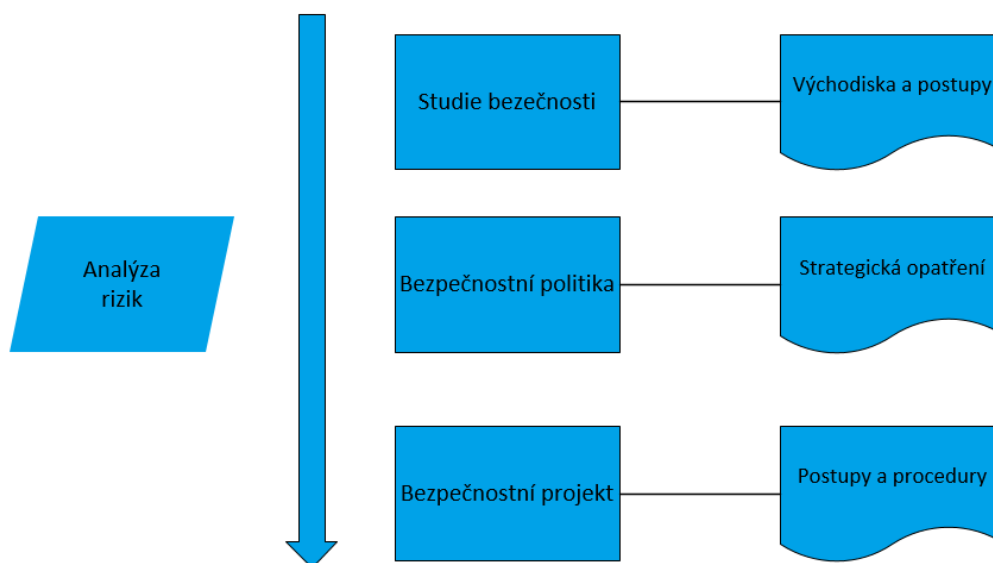 Studie bezečnosti
Východiska a postupy
Analýza
rizik
Bezpečnostní politika
Strategická opatření
Bezpečnostní projekt
Postupy a procedury